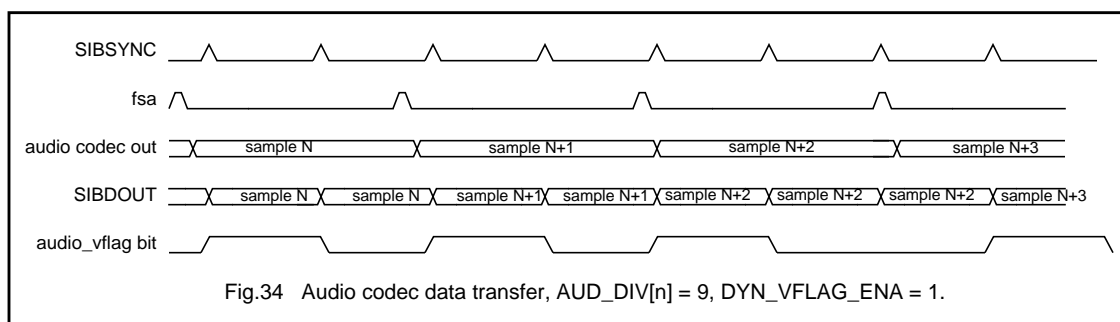 SIBSYNC
fsa
audio codec out sample N sample N+1 sample N+2 sample N+3
SIBDOUT sample N sample N sample N+1 sample N+1 sample N+2 sample N+2 sample N+2 sample N+3
audio_vflag bit
Fig.34 Audio codec data transfer, AUD_DIV[n] = 9, DYN_VFLAG_ENA = 1.